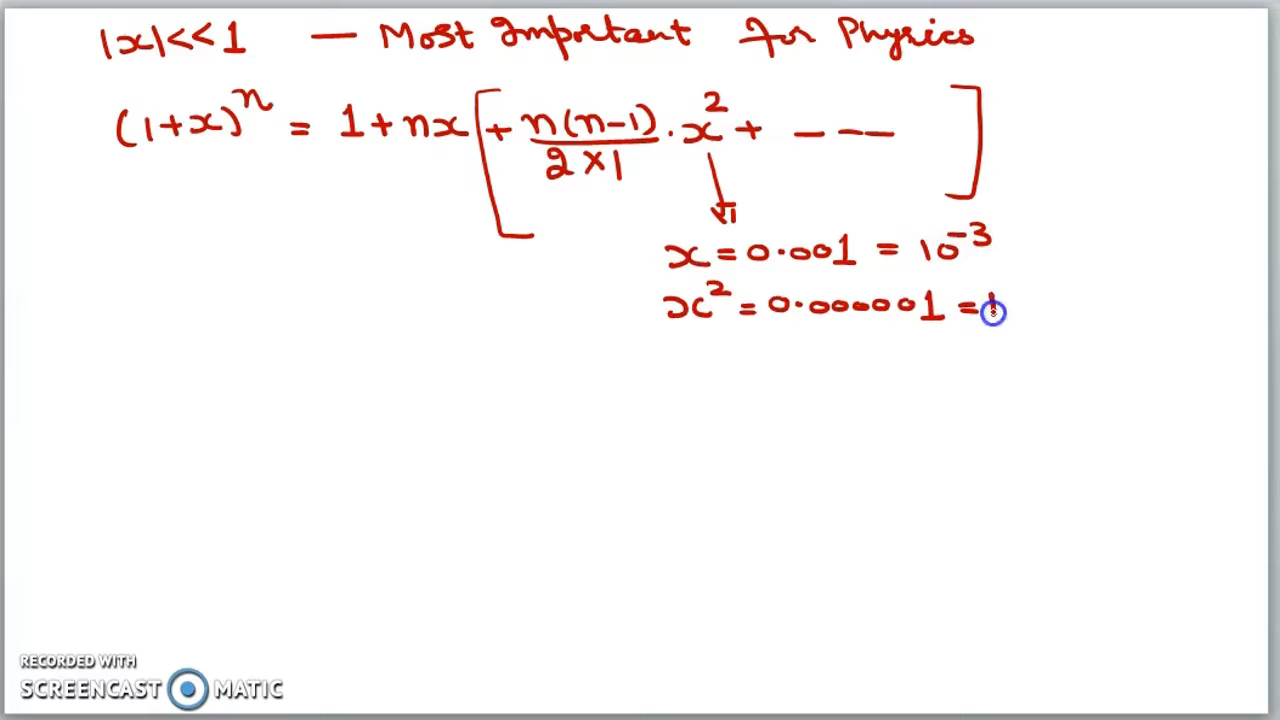 |x|<<1 — Most Important for Physics
(1+x)^n = 1+nx [+ n(n-1)/2×1 · x^2 + - - - ]
x = 0.001 = 10^-3
x^2 = 0.000001 = 1
RECORDED WITH
SCREENCAST MATIC